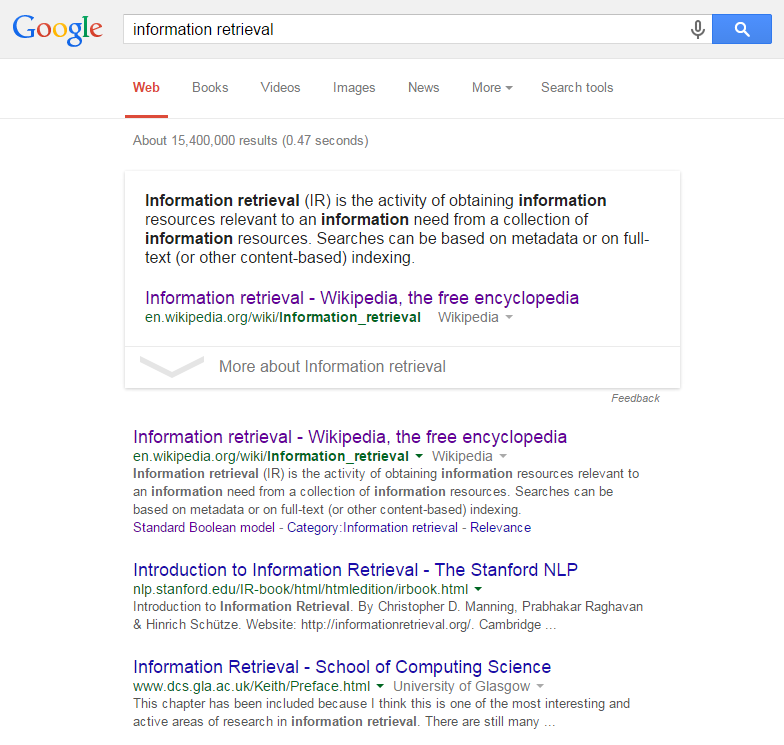 Google
information retrieval
Web Books Videos Images News More Search tools
About 15,400,000 results (0.47 seconds)
Information retrieval (IR) is the activity of obtaining information
resources relevant to an information need from a collection of
information resources. Searches can be based on metadata or on full-
text (or other content-based) indexing.
Information retrieval - Wikipedia, the free encyclopedia
en.wikipedia.org/wiki/Information_retrieval Wikipedia
More about Information retrieval
Feedback
Information retrieval - Wikipedia, the free encyclopedia
en.wikipedia.org/wiki/Information_retrieval Wikipedia
Information retrieval (IR) is the activity of obtaining information resources relevant to
an information need from a collection of information resources. Searches can be
based on metadata or on full-text (or other content-based) indexing.
Standard Boolean model - Category:Information retrieval - Relevance
Introduction to Information Retrieval - The Stanford NLP
nlp.stanford.edu/IR-book/html/htmledition/irbook.html
Introduction to Information Retrieval. By Christopher D. Manning, Prabhakar Raghavan
& Hinrich Schütze. Website: http://informationretrieval.org/. Cambridge ...
Information Retrieval - School of Computing Science
www.dcs.gla.ac.uk/Keith/Preface.html University of Glasgow
This chapter has been included because I think this is one of the most interesting and
active areas of research in information retrieval. There are still many ...